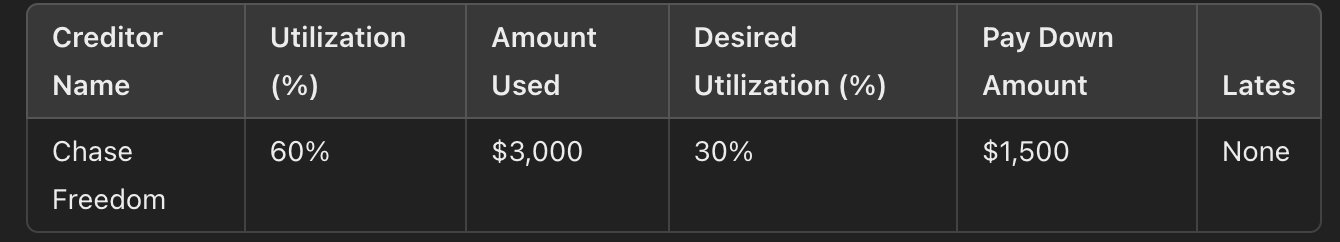 Creditor Name
Utilization (%)
Amount Used
Desired Utilization (%)
Pay Down Amount
Lates
Chase Freedom
60%
$3,000
30%
$1,500
None